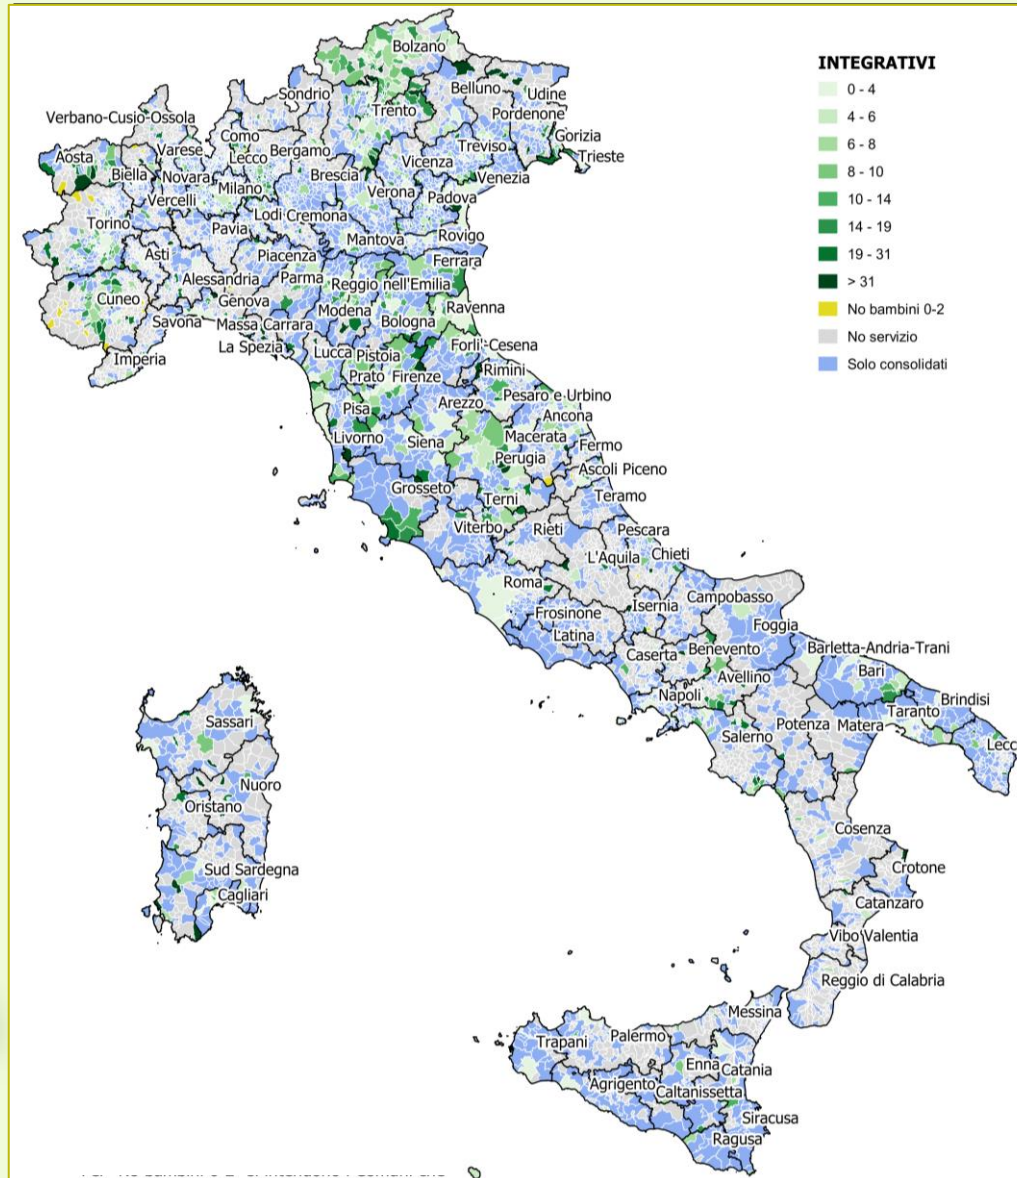 INTEGRATIVI
0 - 4
4 - 6
6 - 8
8 - 10
10 - 14
14 - 19
19 - 31
> 31
No bambini 0-2
No servizio
Solo consolidati
Bolzano
Sondrio
Belluno
Udine
Trento
Pordenone
Verbano-Cusio-Ossola
Gorizia
Como
Treviso
Trieste
Aosta
Varese
Lecco
Bergamo
Vicenza
Biella
Novara
Brescia
Venezia
Milano
Verona
Padova
Vercelli
Lodi
Cremona
Torino
Pavia
Mantova
Rovigo
Asti
Piacenza
Ferrara
Alessandria
Parma
Reggio nell'Emilia
Cuneo
Genova
Modena
Ravenna
Savona
Massa Carrara
Bologna
La Spezia
Lucca
Pistoia
Forli'-Cesena
Imperia
Prato
Firenze
Rimini
Pisa
Arezzo
Pesaro e Urbino
Ancona
Livorno
Siena
Macerata
Fermo
Perugia
Ascoli Piceno
Grosseto
Terni
Teramo
Viterbo
Rieti
Pescara
L'Aquila
Chieti
Roma
Campobasso
Frosinone
Isernia
Foggia
Latina
Caserta
Benevento
Barletta-Andria-Trani
Bari
Avellino
Napoli
Brindisi
Taranto
Potenza
Matera
Salerno
Lecc
Sassari
Nuoro
Oristano
Cosenza
Sud Sardegna
Crotone
Cagliari
Catanzaro
Vibo Valentia
Reggio di Calabria
Messina
Trapani
Palermo
Enna
Catania
Agrigento
Caltanissetta
Siracusa
Ragusa